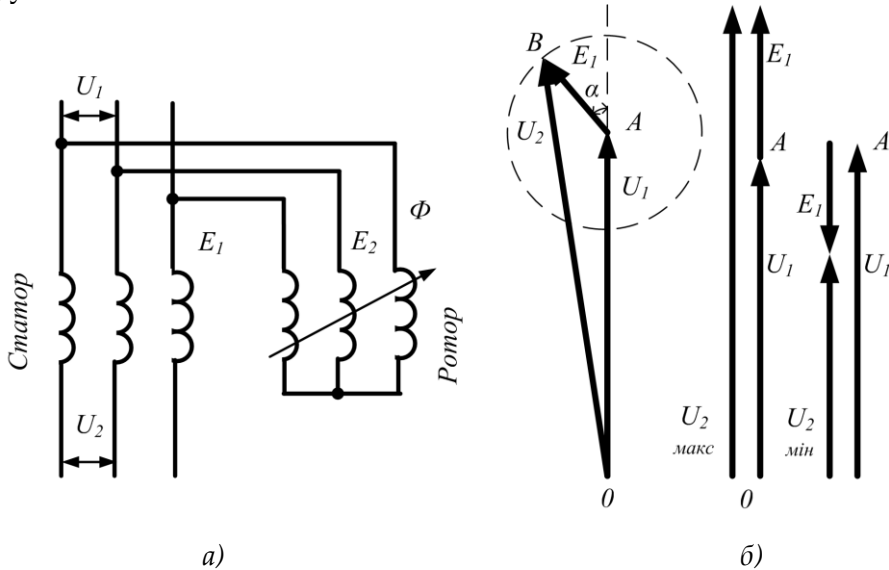 у
U₁
E₁
E₂
Φ
Статор
Ротор
U₂
а)
B
E₁
α
A
U₂
U₁
0
E₁
A
U₁
U₂
макс
0
A
E₁
U₁
U₂
мін
б)